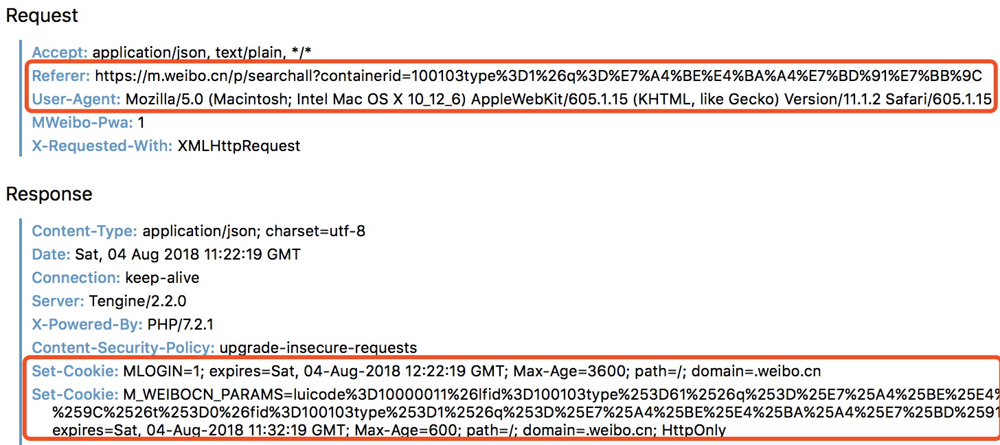 Request
Accept: application/json, text/plain, */*
Referer: https://m.weibo.cn/p/searchall?containerid=100103type%3D1%26q%3D%E7%A4%BE%E4%BA%A4%E7%BD%91%E7%BB%9C
User-Agent: Mozilla/5.0 (Macintosh; Intel Mac OS X 10_12_6) AppleWebKit/605.1.15 (KHTML, like Gecko) Version/11.1.2 Safari/605.1.15
MWeibo-Pwa: 1
X-Requested-With: XMLHttpRequest
Response
Content-Type: application/json; charset=utf-8
Date: Sat, 04 Aug 2018 11:22:19 GMT
Connection: keep-alive
Server: Tengine/2.2.0
X-Powered-By: PHP/7.2.1
Content-Security-Policy: upgrade-insecure-requests
Set-Cookie: MLOGIN=1; expires=Sat, 04-Aug-2018 12:22:19 GMT; Max-Age=3600; path=/; domain=.weibo.cn
Set-Cookie: M_WEIBOCN_PARAMS=luicode%3D10000011%26lfid%3D100103type%253D61%2526q%253D%25E7%25A4%25BE%25E4%
%259C%2526t%253D0%26fid%3D100103type%253D1%2526q%253D%25E7%25A4%25BE%25E4%25BA%25A4%25E7%25BD%2591
expires=Sat, 04-Aug-2018 11:32:19 GMT; Max-Age=600; path=/; domain=.weibo.cn; HttpOnly